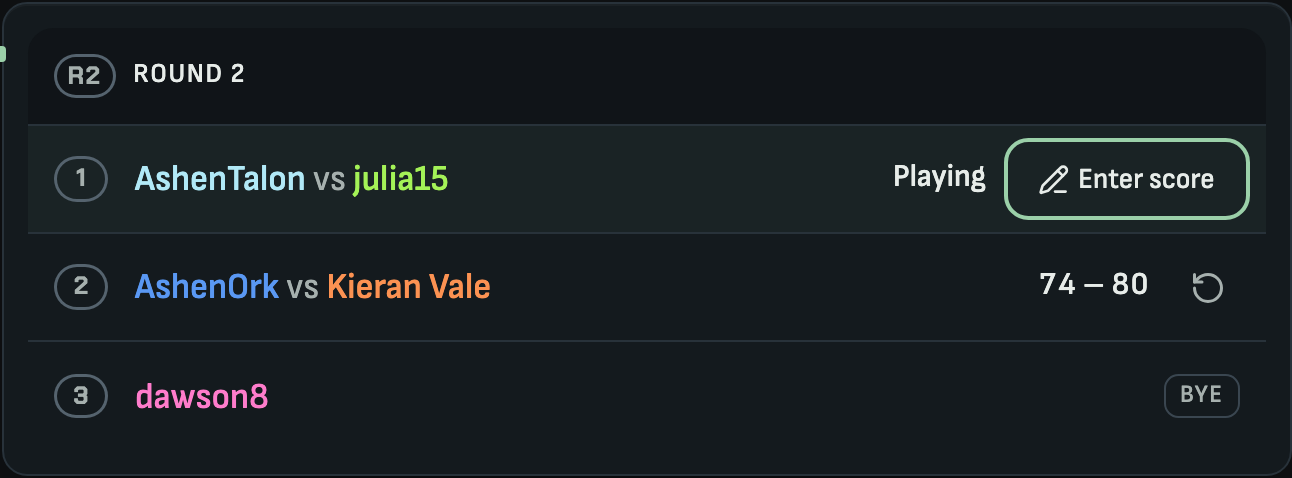 R2 ROUND 2
1 AshenTalon vs julia15 Playing Enter score
2 AshenOrk vs Kieran Vale 74 – 80
3 dawson8 BYE